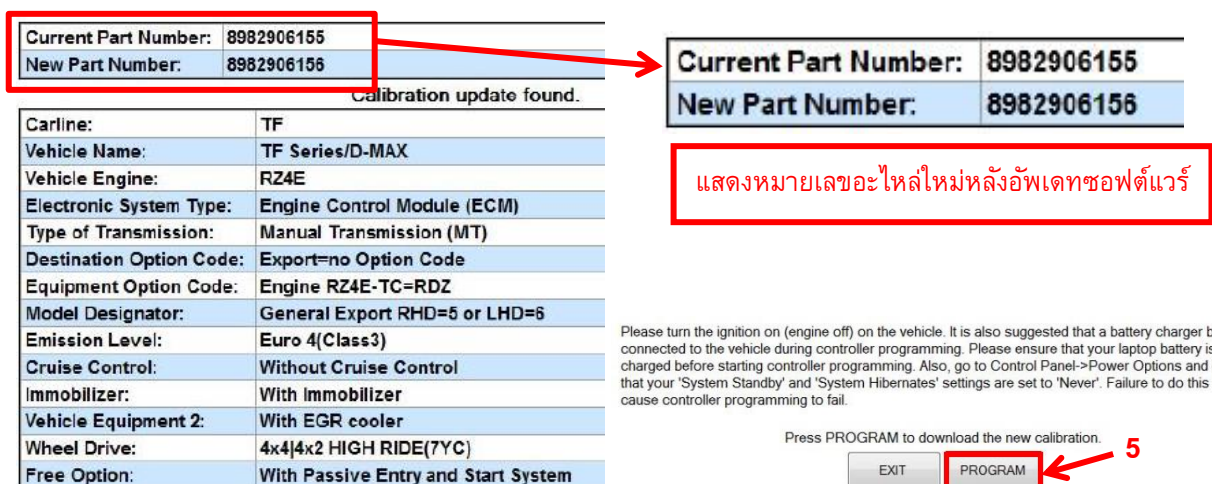 Current Part Number: 8982906155
New Part Number: 8982906156
Calibration update found.
Carline: TF
Vehicle Name: TF Series/D-MAX
Vehicle Engine: RZ4E
Electronic System Type: Engine Control Module (ECM)
Type of Transmission: Manual Transmission (MT)
Destination Option Code: Export=no Option Code
Equipment Option Code: Engine RZ4E-TC=RDZ
Model Designator: General Export RHD=5 or LHD=6
Emission Level: Euro 4(Class3)
Cruise Control: Without Cruise Control
Immobilizer: With Immobilizer
Vehicle Equipment 2: With EGR cooler
Wheel Drive: 4x4|4x2 HIGH RIDE(7YC)
Free Option: With Passive Entry and Start System
Current Part Number: 8982906155
New Part Number: 8982906156
แสดงหมายเลขอะไหล่ใหม่หลังอัพเดทซอฟต์แวร์
Please turn the ignition on (engine off) on the vehicle. It is also suggested that a battery charger b
connected to the vehicle during controller programming. Please ensure that your laptop battery is
charged before starting controller programming. Also, go to Control Panel->Power Options and
that your 'System Standby' and 'System Hibernates' settings are set to 'Never'. Failure to do this
cause controller programming to fail.
Press PROGRAM to download the new calibration.
5
EXIT PROGRAM